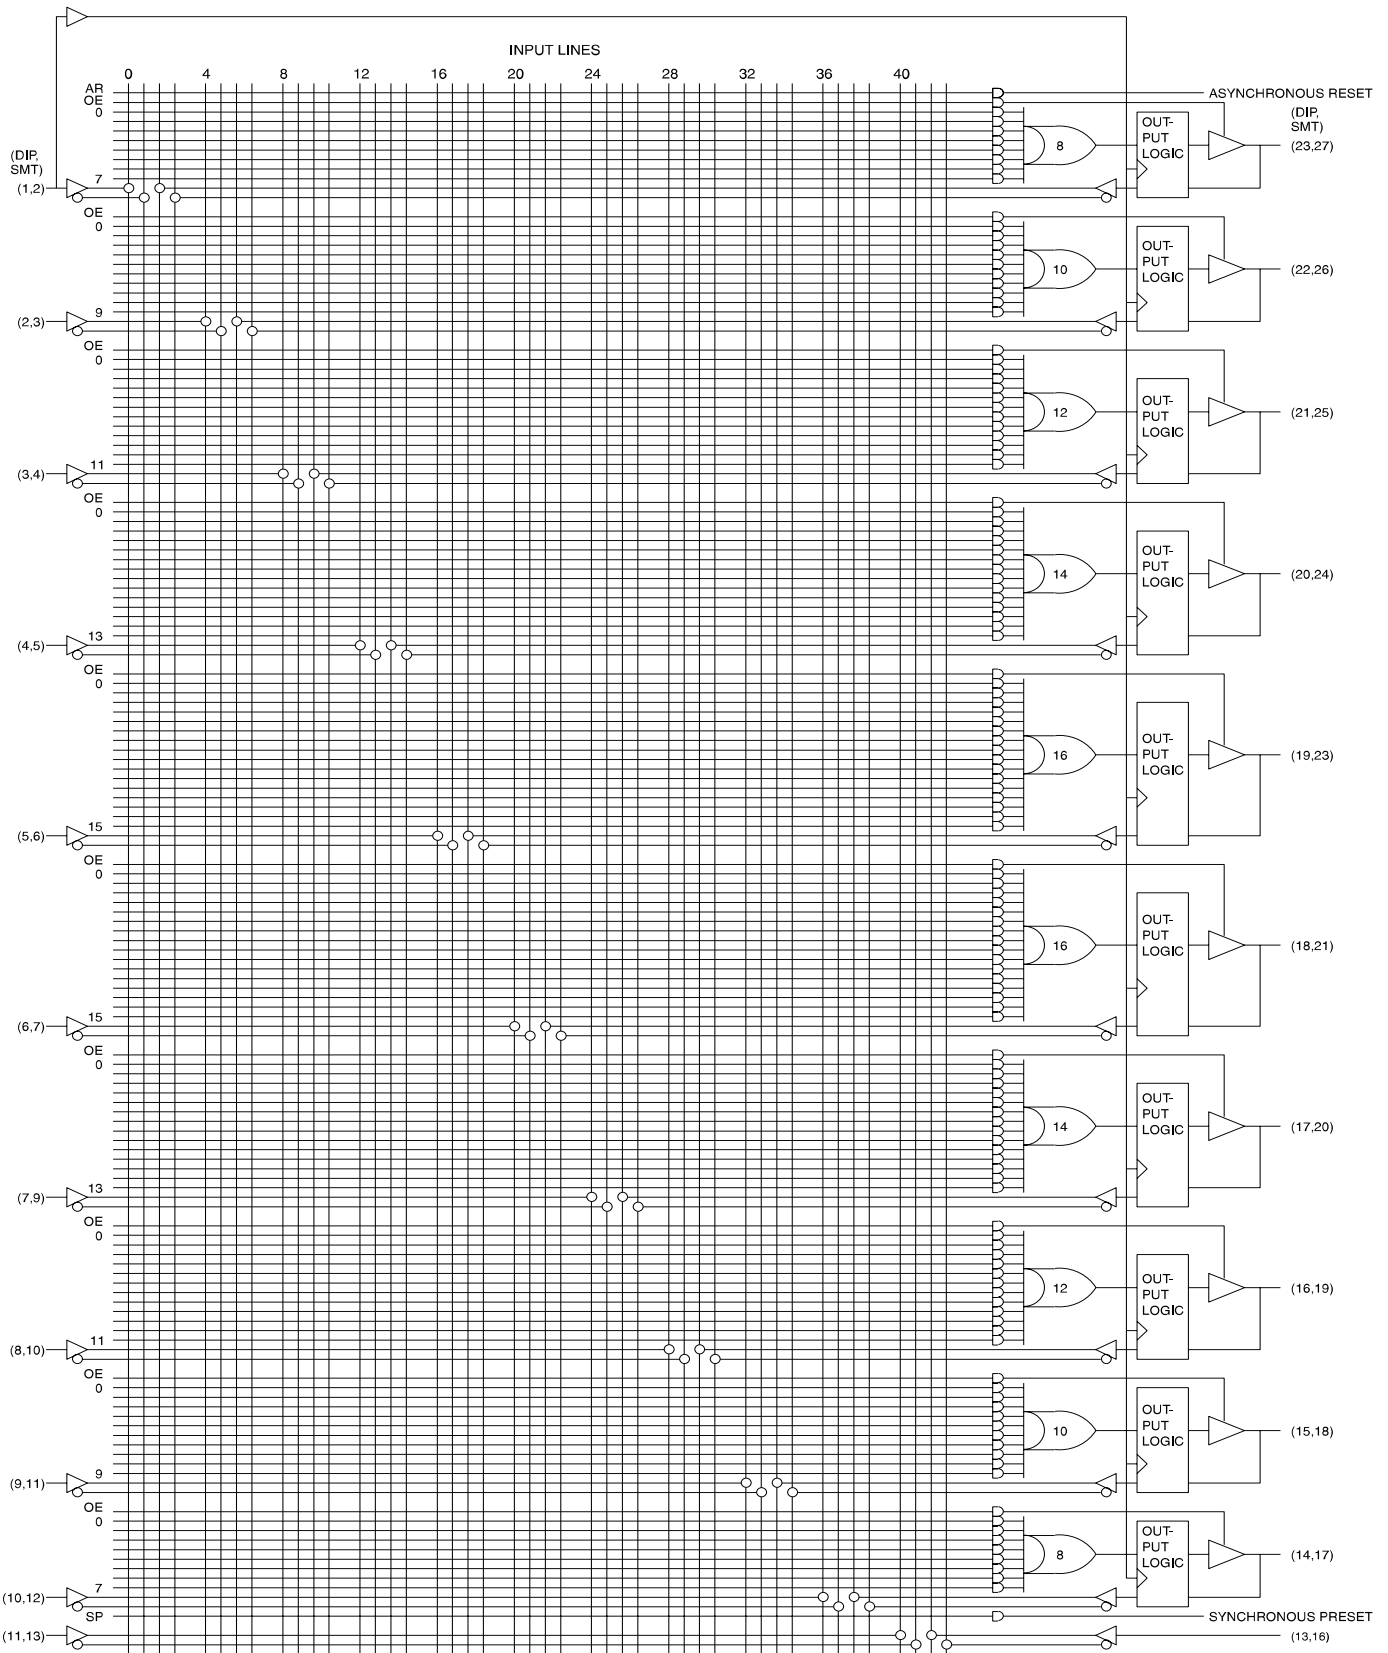 INPUT LINES
0 4 8 12 16 20 24 28 32 36 40
AR
ASYNCHRONOUS RESET
OE
0
(DIP,
SMT)
(DIP,
SMT)
8
OUT-
PUT
LOGIC
(23,27)
7
(1,2)
OE
0
10
OUT-
PUT
LOGIC
(22,26)
9
(2,3)
OE
0
12
OUT-
PUT
LOGIC
(21,25)
11
(3,4)
OE
0
14
OUT-
PUT
LOGIC
(20,24)
13
(4,5)
OE
0
16
OUT-
PUT
LOGIC
(19,23)
15
(5,6)
OE
0
16
OUT-
PUT
LOGIC
(18,21)
15
(6,7)
OE
0
14
OUT-
PUT
LOGIC
(17,20)
13
(7,9)
OE
0
12
OUT-
PUT
LOGIC
(16,19)
11
(8,10)
OE
0
10
OUT-
PUT
LOGIC
(15,18)
9
(9,11)
OE
0
8
OUT-
PUT
LOGIC
(14,17)
7
(10,12)
SP
SYNCHRONOUS PRESET
(11,13)
(13,16)